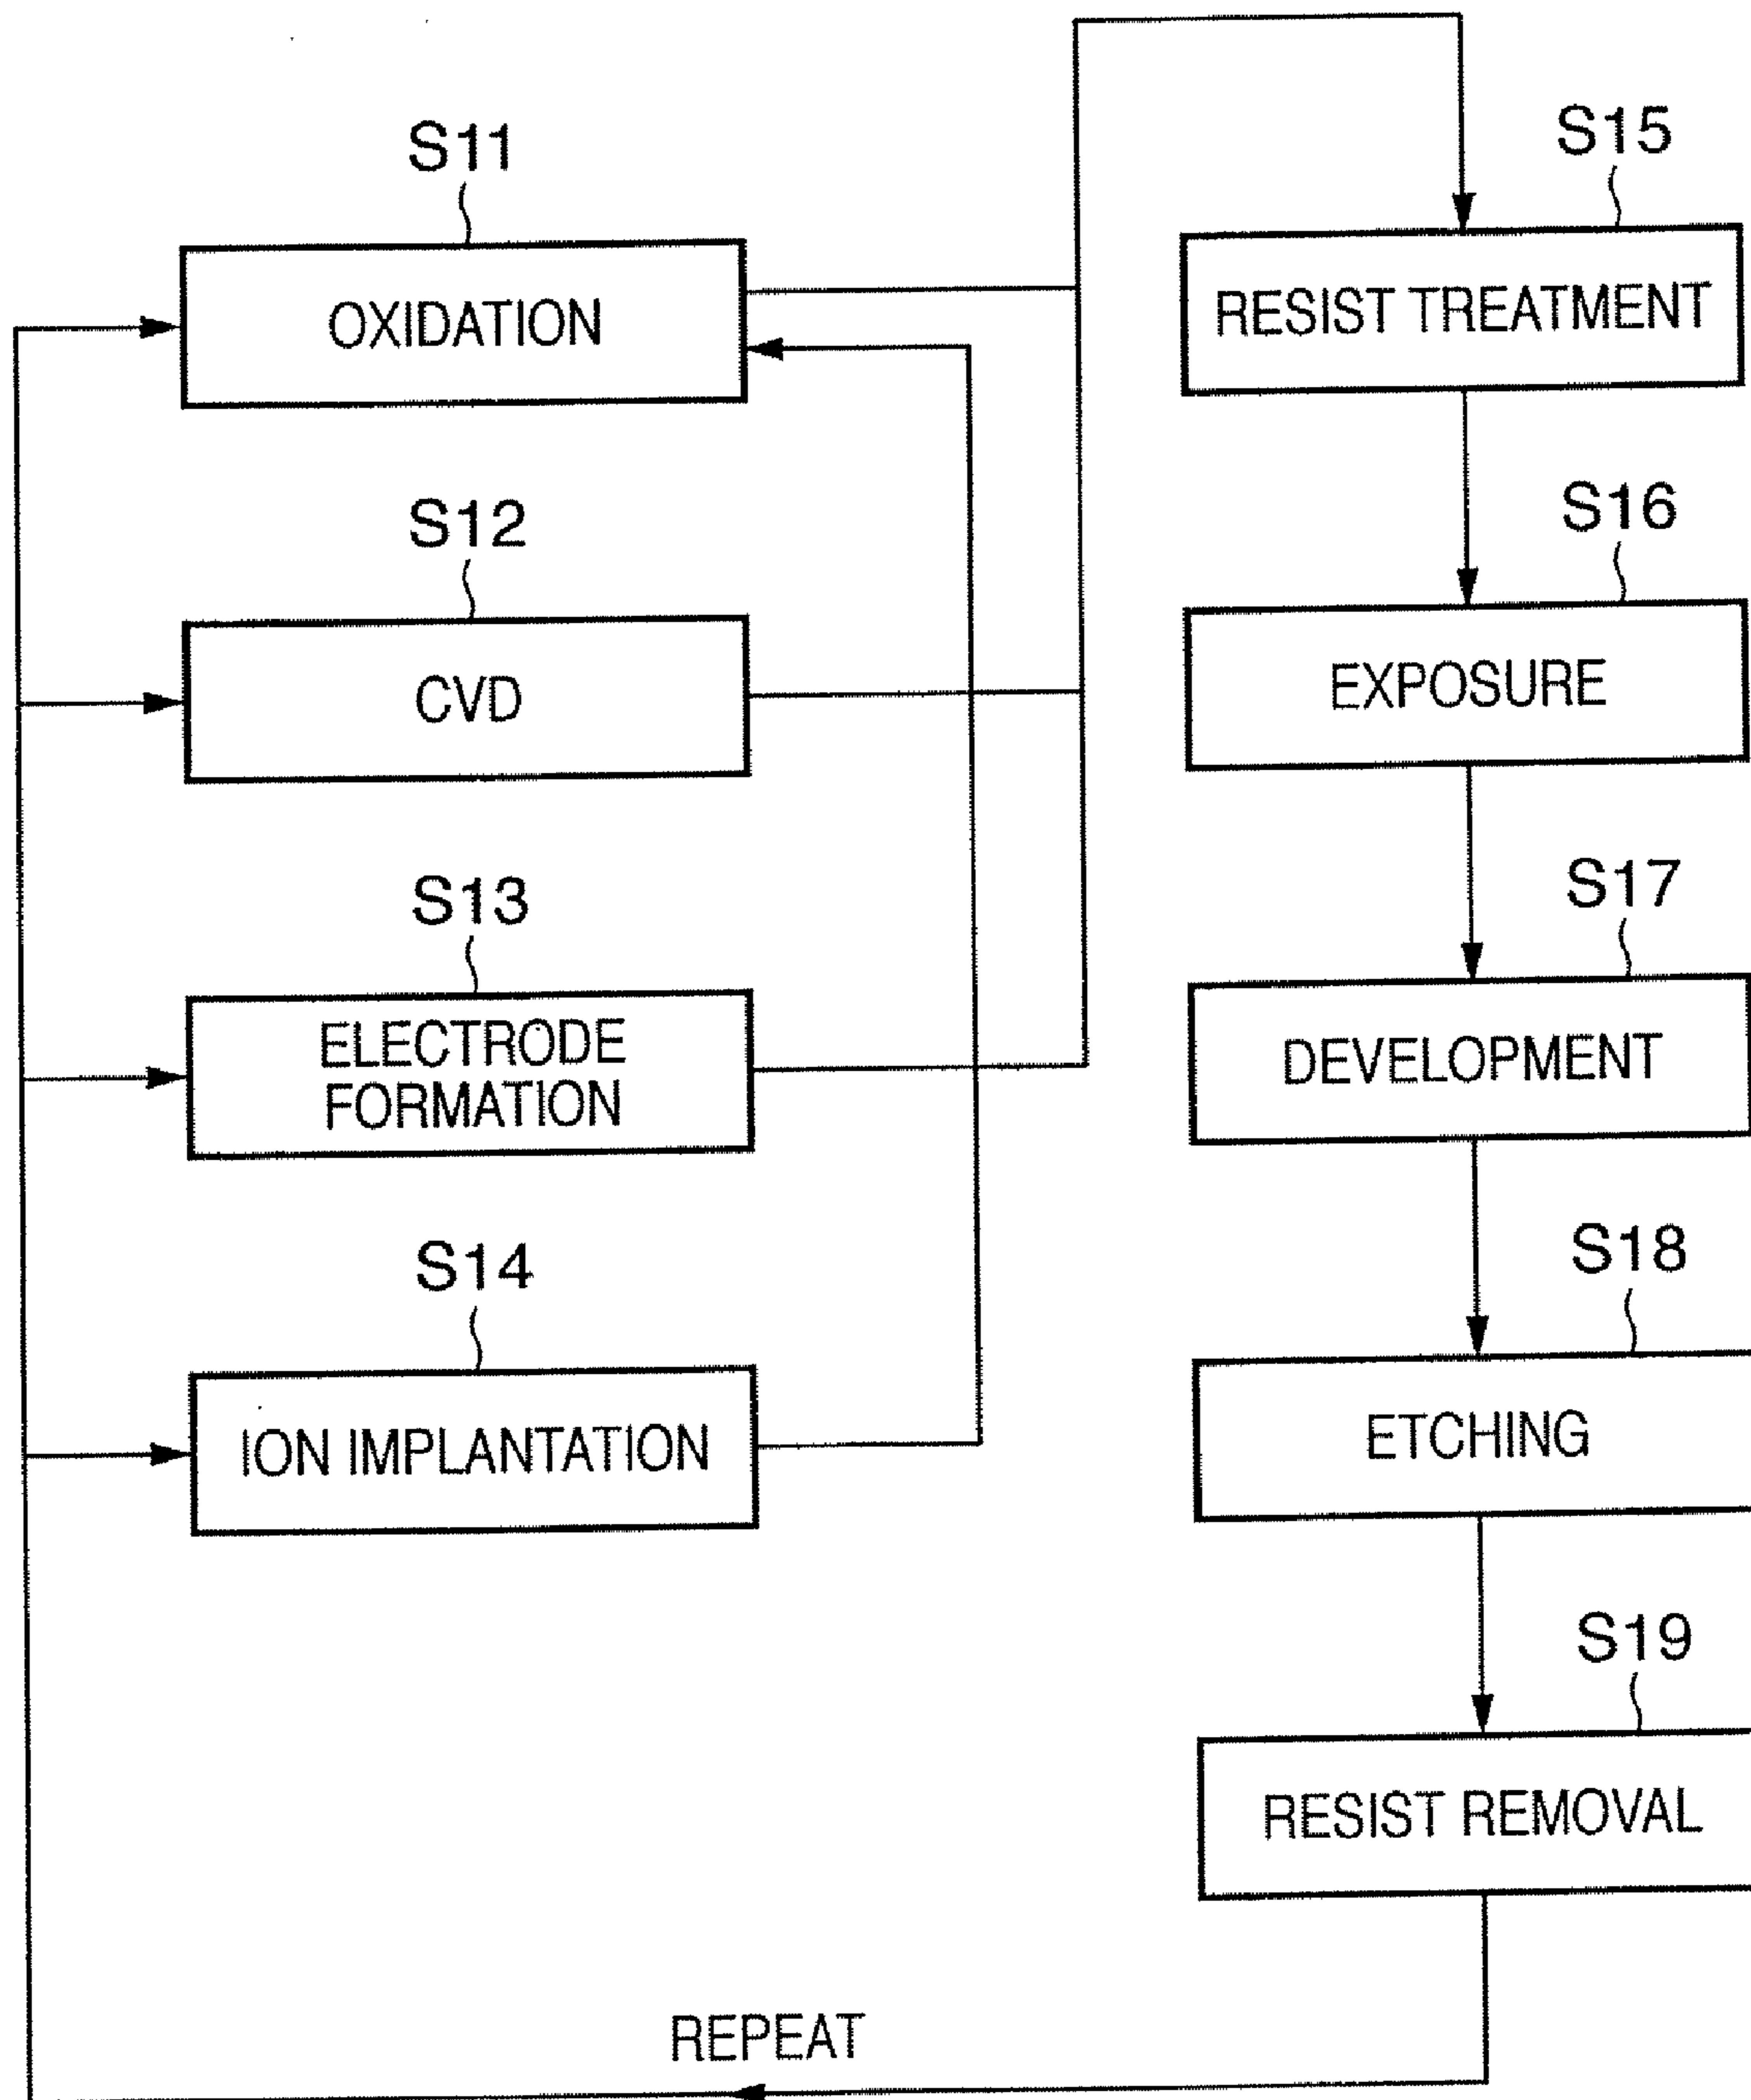 S11
OXIDATION
S12
CVD
S13
ELECTRODE
FORMATION
S14
ION IMPLANTATION
S15
RESIST TREATMENT
S16
EXPOSURE
S17
DEVELOPMENT
S18
ETCHING
S19
RESIST REMOVAL
REPEAT